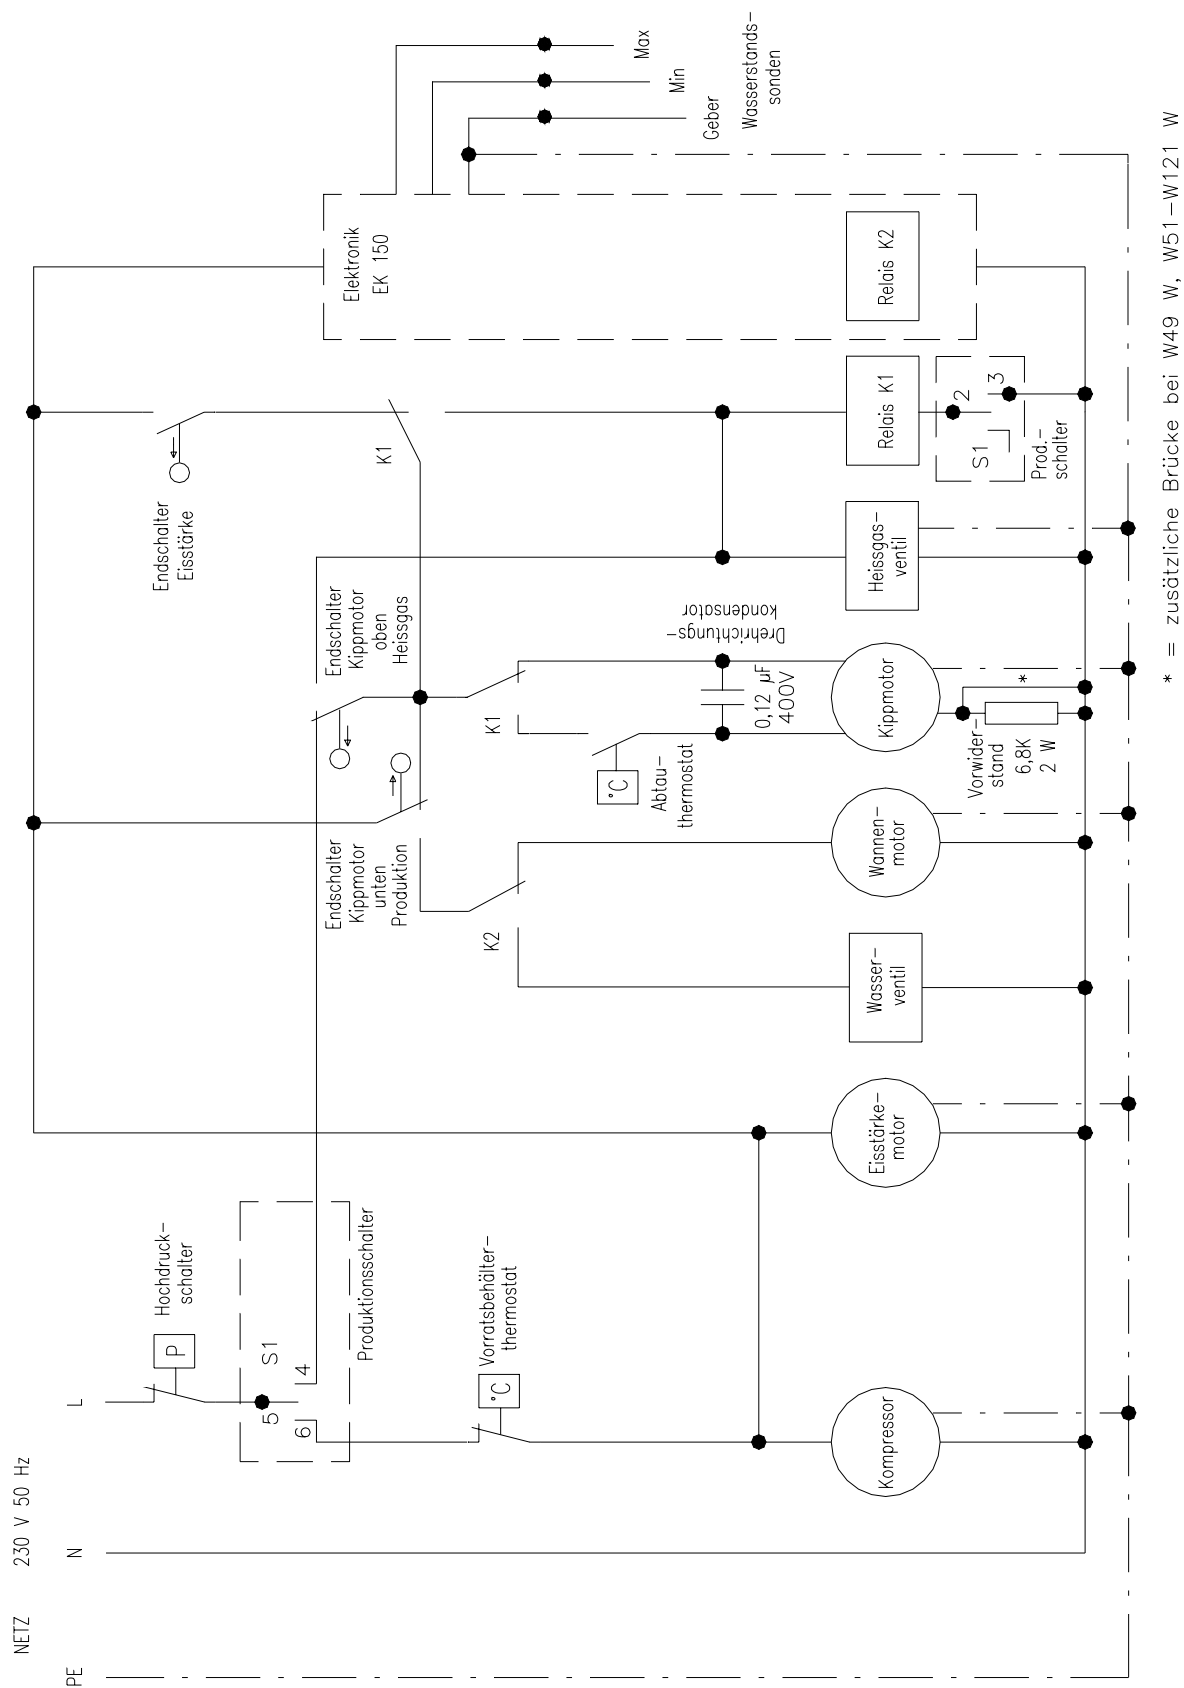 NETZ 230 V 50 Hz
PE
N
L
Hochdruck-
schalter
P
5
S1
6
4
Produktionsschalter
Vorratsbehälter-
thermostat
°C
Kompressor
Eisstärke-
motor
Wasser-
ventil
Wannen-
motor
K2
Endschalter
Kippmotor
unten
Produktion
Endschalter
Kippmotor
oben
Heissgas
Endschalter
Eisstärke
K1
K1
°C
Abtau-
thermostat
0,12 µF
400V
Drehrichtungs-
kondensator
Kippmotor
Vorwider-
stand
6,8K
2 W
*
Heissgas-
ventil
Relais K1
S1
2
3
Prod.-
schalter
Elektronik
EK 150
Relais K2
Max
Min
Geber
Wasserstands-
sonden
* = zusätzliche Brücke bei W49 W, W51-W121 W